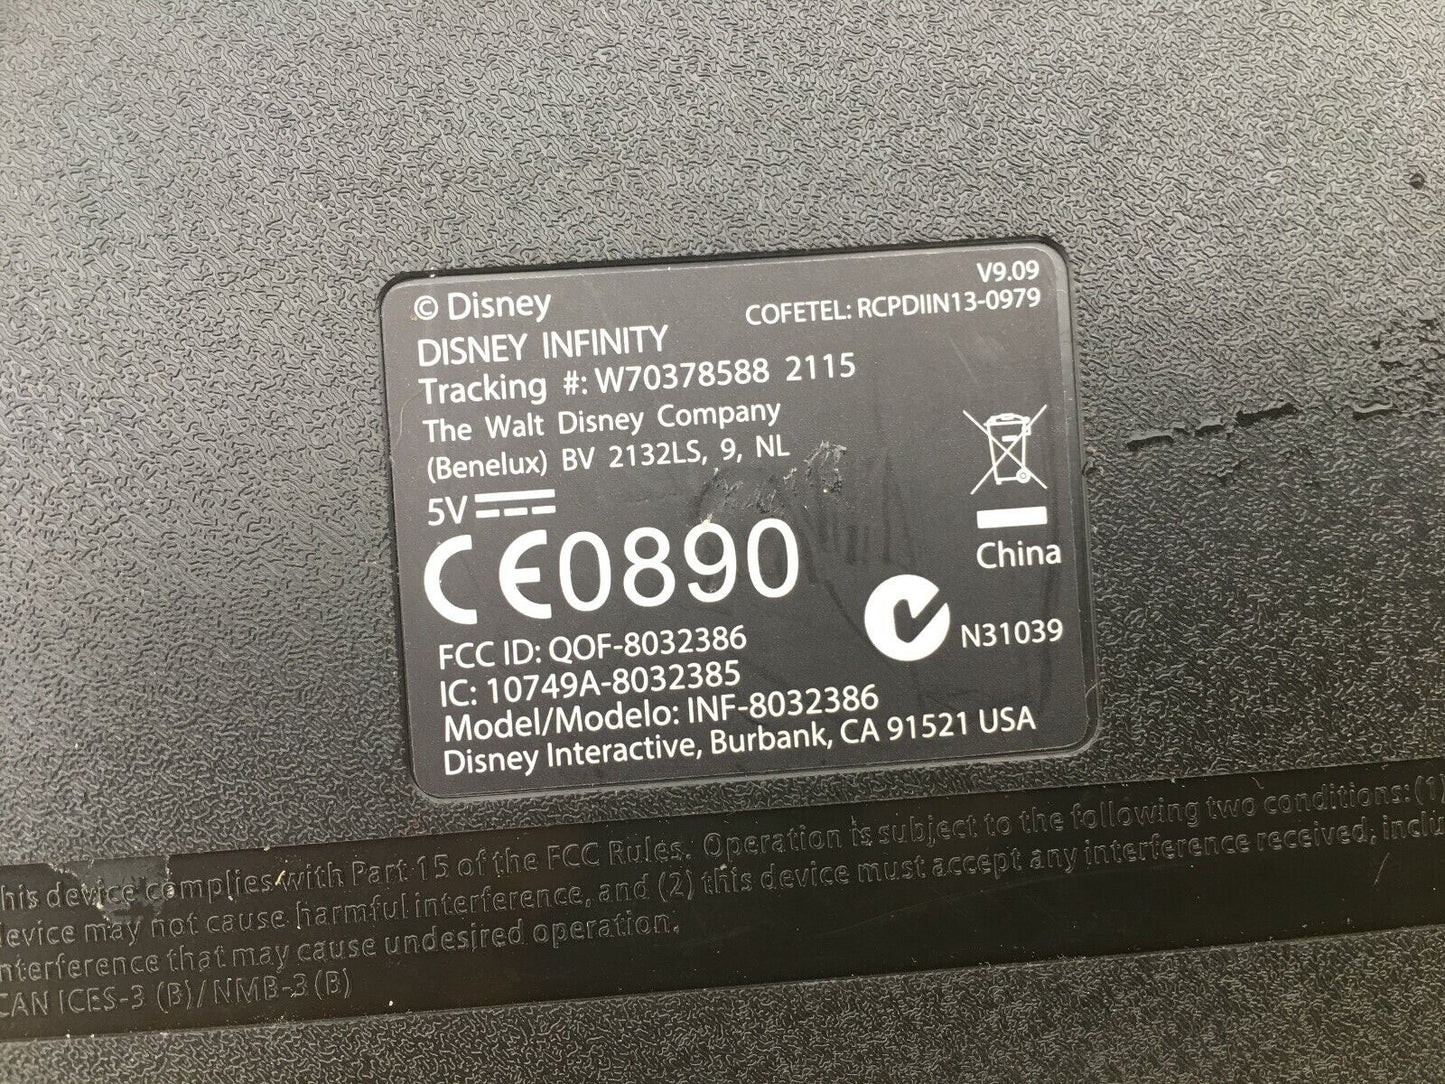 V9.09
© Disney
COFETEL: RCPDIIN13-0979
DISNEY INFINITY
Tracking #: W70378588 2115
The Walt Disney Company
(Benelux) BV 2132LS, 9, NL
5V
CE0890
China
N31039
FCC ID: QOF-8032386
IC: 10749A-8032385
Model/Modelo: INF-8032386
Disney Interactive, Burbank, CA 91521 USA
his device complies with Part 15 of the FCC Rules. Operation is subject to the following two conditions: (1)
device may not cause harmful interference, and (2) this device must accept any interference received, inclu
nterference that may cause undesired operation.
CAN ICES-3 (B)/ NMB-3 (B)